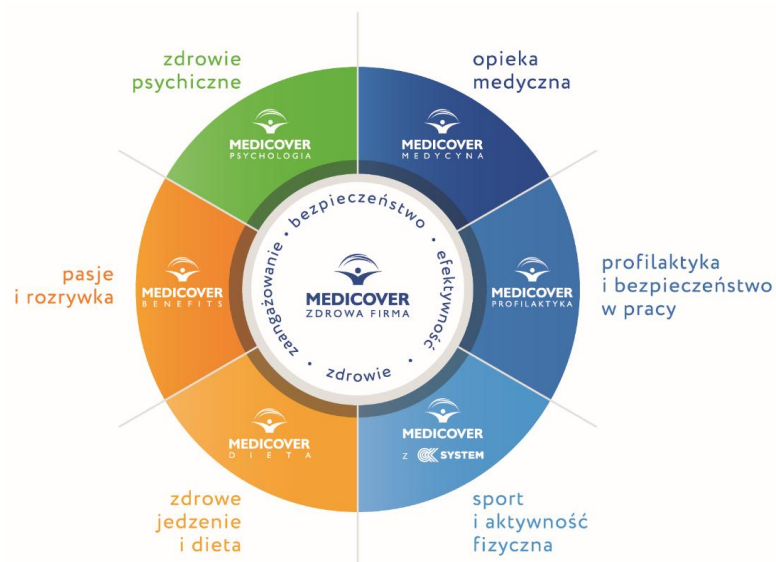 zdrowie
psychiczne
opieka
medyczna
MEDICOVER
PSYCHOLOGIA
MEDICOVER
MEDYCYNA
pasje
i rozrywka
MEDICOVER
BENEFITS
zaangażowanie · bezpieczeństwo · efektywność · zdrowie ·
MEDICOVER
ZDROWA FIRMA
MEDICOVER
PROFILAKTYKA
profilaktyka
i bezpieczeństwo
w pracy
MEDICOVER
DIETA
MEDICOVER
z OK SYSTEM
zdrowe
jedzenie
i dieta
sport
i aktywność
fizyczna